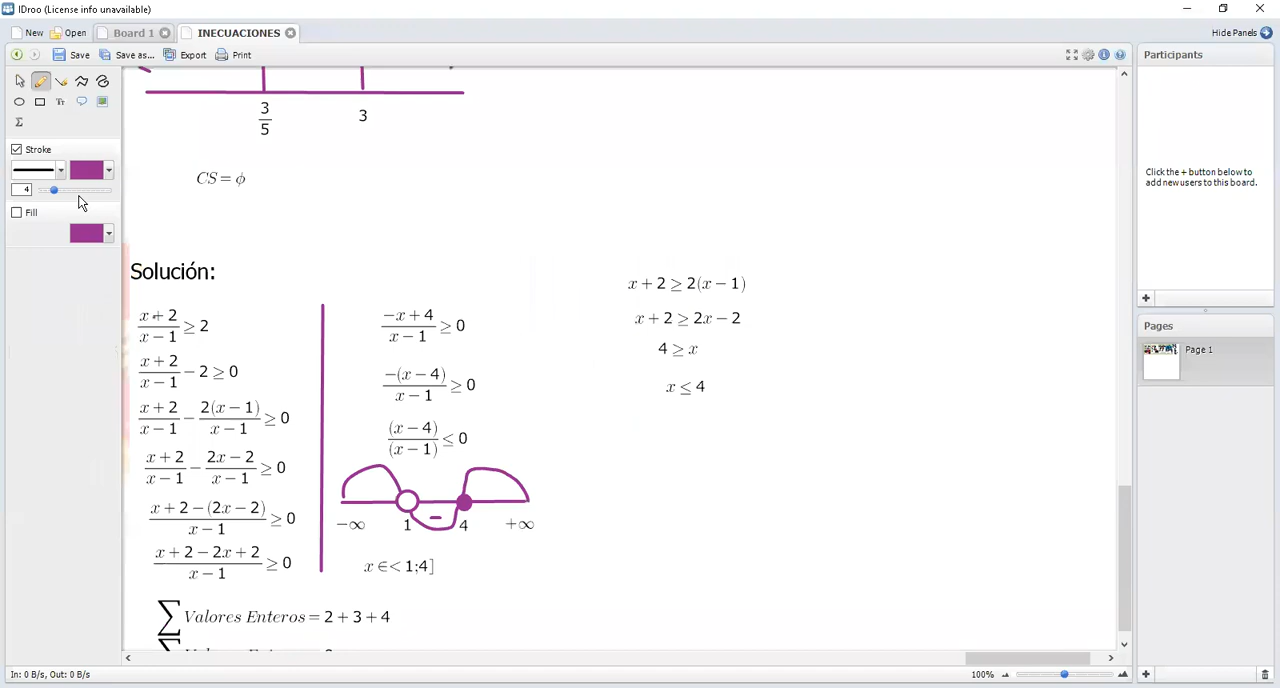 IDroo (License info unavailable)
New Open Board 1 INECUACIONES Hide Panels
Save Save as... Export Print
Participants
Click the + button below to
add new users to this board.
Pages
Page 1
Stroke
4
Fill
3/5 3
CS = ϕ
Solución:
(x + 2)/(x − 1) ≥ 2
(x + 2)/(x − 1) − 2 ≥ 0
(x + 2)/(x − 1) − 2(x − 1)/(x − 1) ≥ 0
(x + 2)/(x − 1) − (2x − 2)/(x − 1) ≥ 0
(x + 2 − (2x − 2))/(x − 1) ≥ 0
(x + 2 − 2x + 2)/(x − 1) ≥ 0
(−x + 4)/(x − 1) ≥ 0
−(x − 4)/(x − 1) ≥ 0
(x − 4)/(x − 1) ≤ 0
−
−∞ 1 4 +∞
x ∈ < 1;4]
x + 2 ≥ 2(x − 1)
x + 2 ≥ 2x − 2
4 ≥ x
x ≤ 4
∑ Valores Enteros = 2 + 3 + 4
In: 0 B/s, Out: 0 B/s 100%